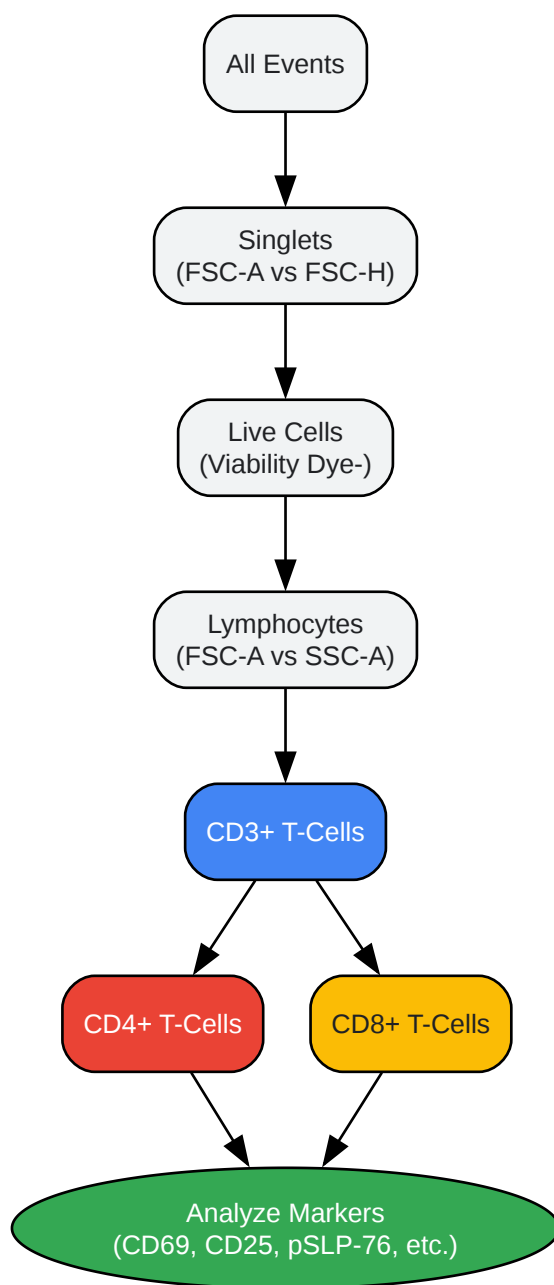 All Events
Singlets
(FSC-A vs FSC-H)
Live Cells
(Viability Dye-)
Lymphocytes
(FSC-A vs SSC-A)
CD3+ T-Cells
CD4+ T-Cells
CD8+ T-Cells
Analyze Markers
(CD69, CD25, pSLP-76, etc.)